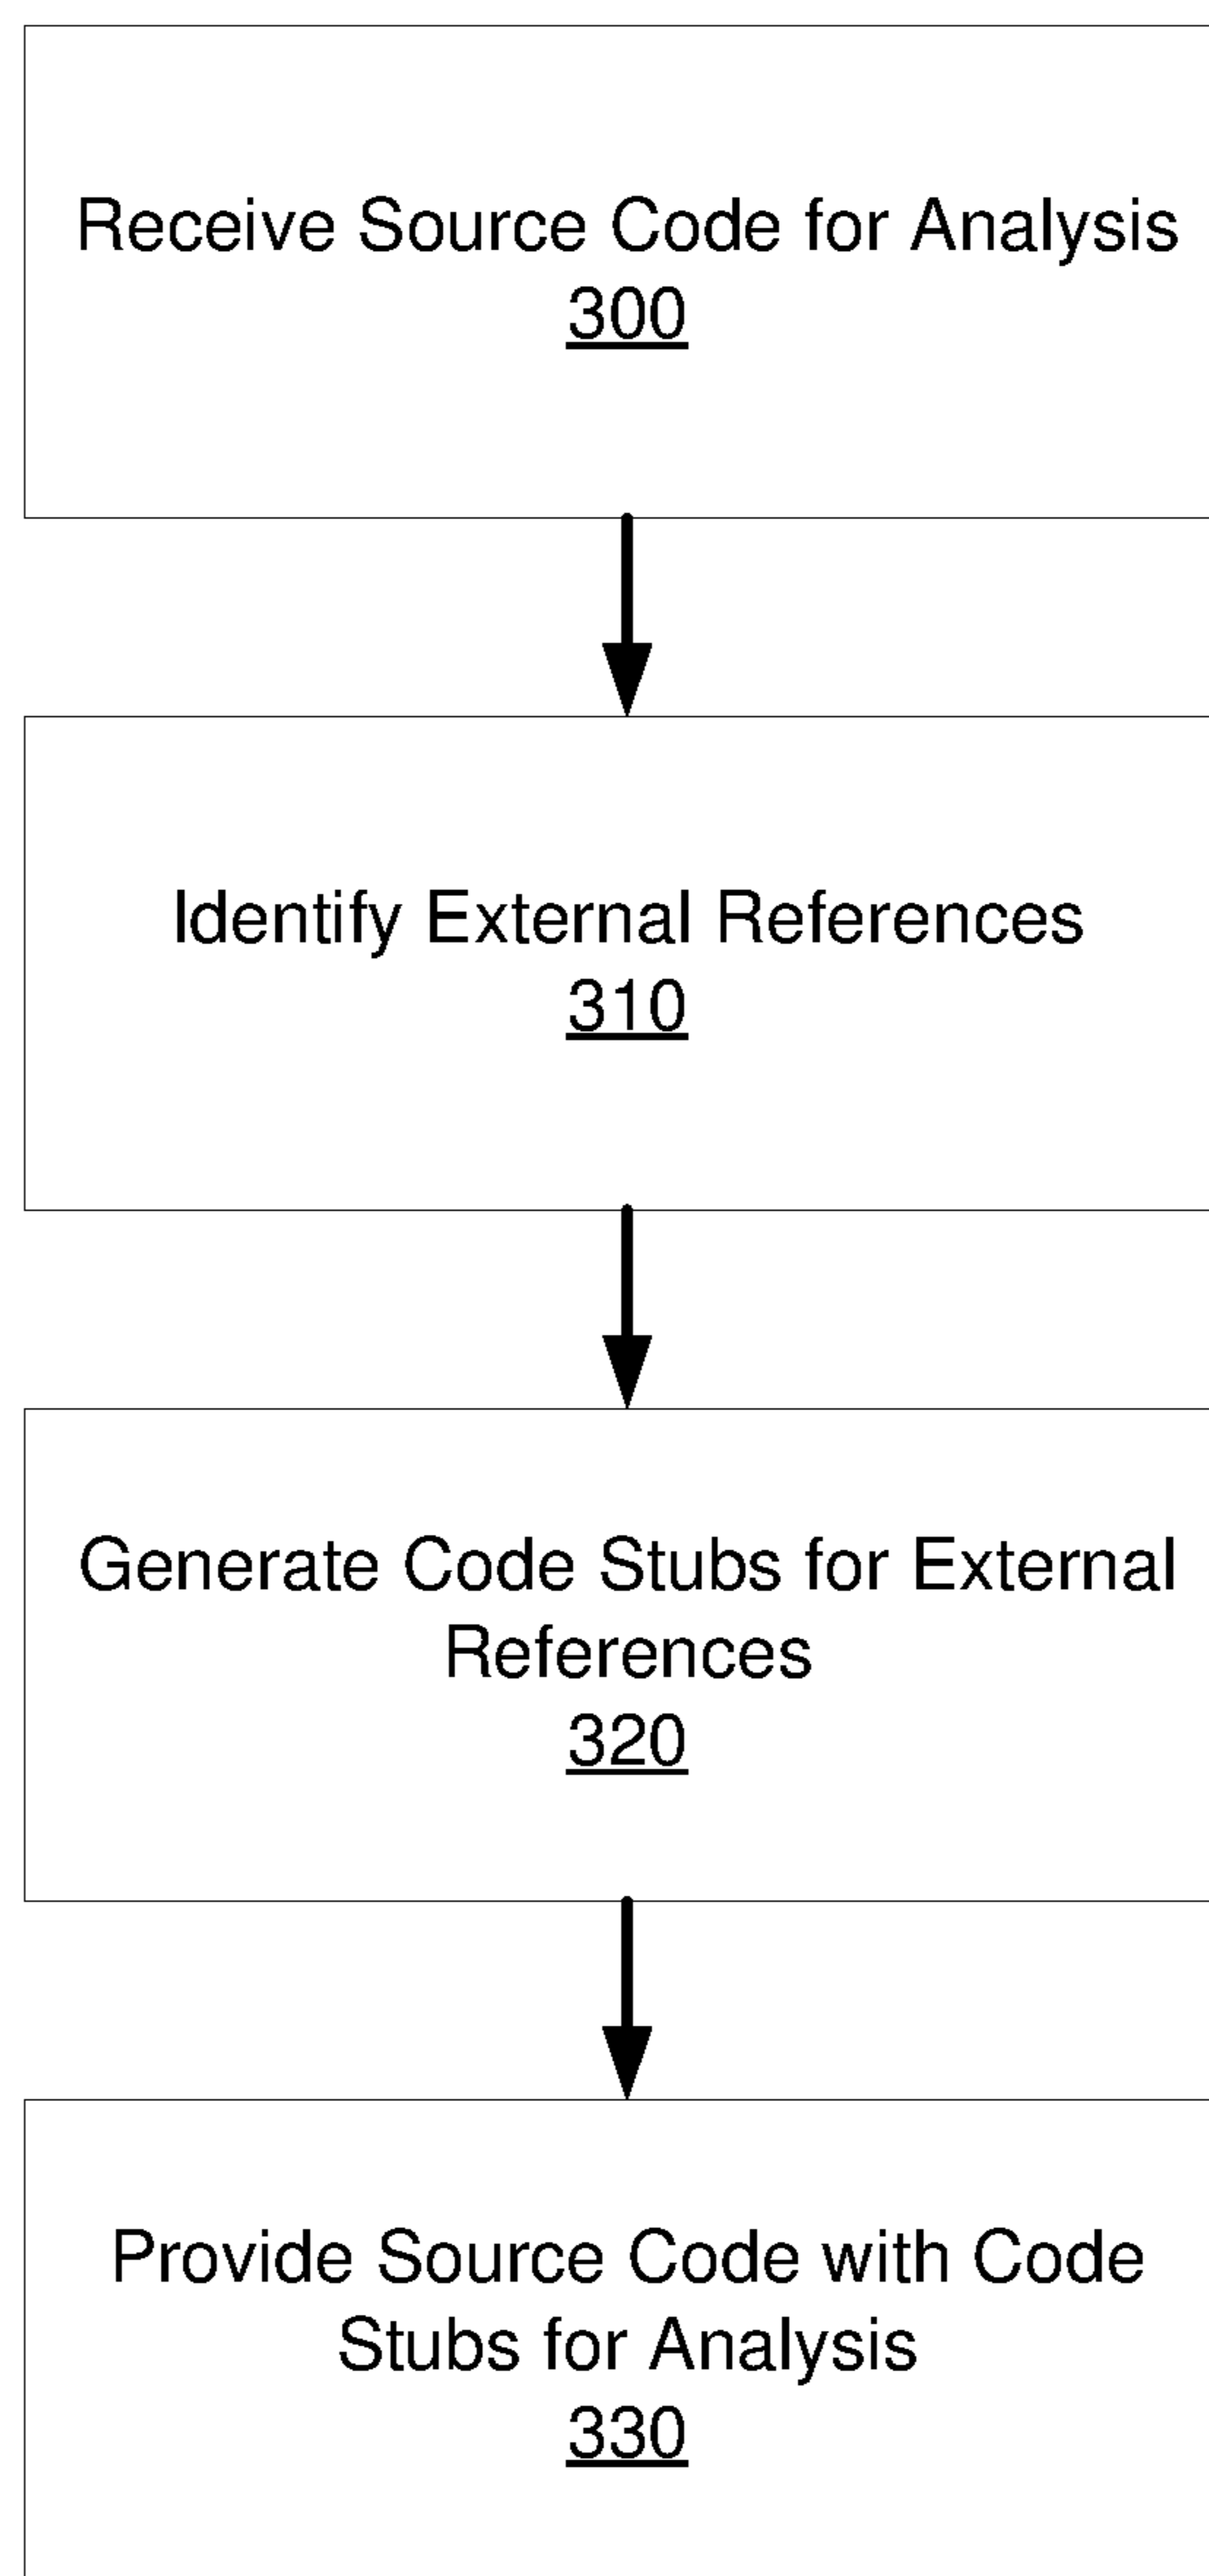 Receive Source Code for Analysis
300
Identify External References
310
Generate Code Stubs for External
References
320
Provide Source Code with Code
Stubs for Analysis
330